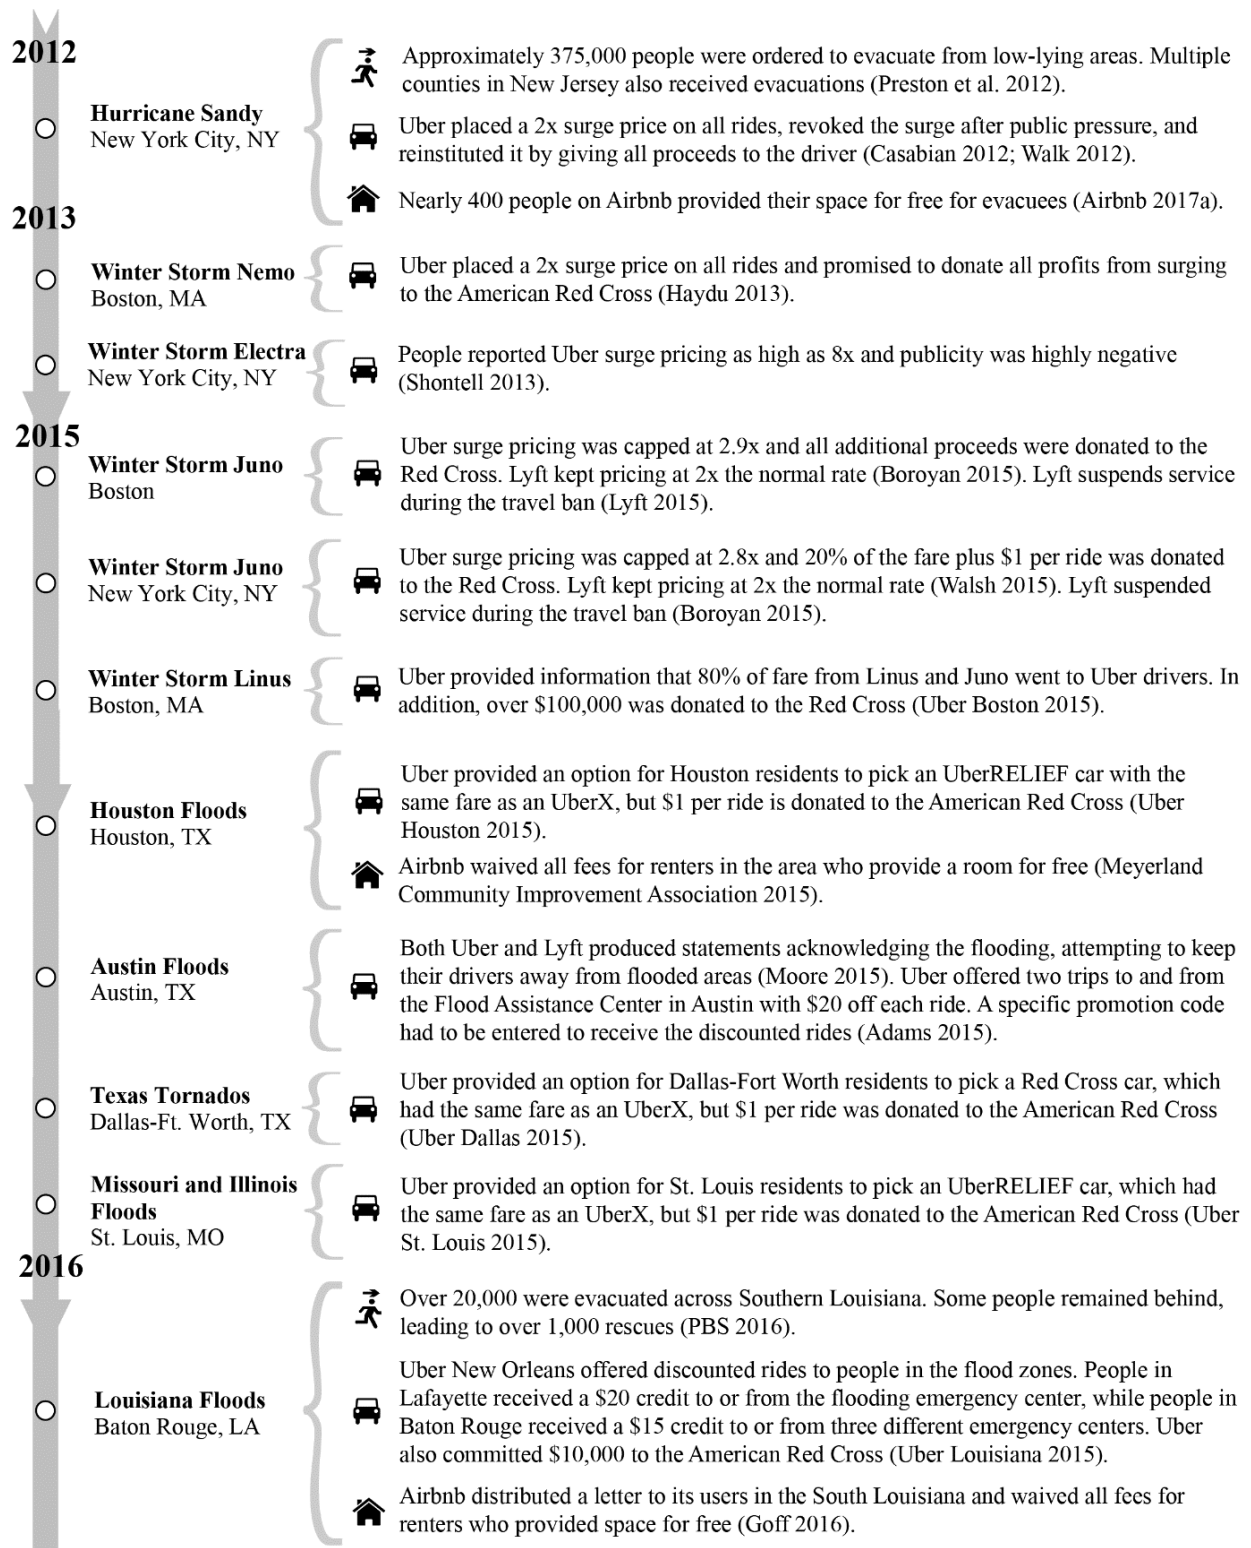 2012
Hurricane Sandy
New York City, NY
Approximately 375,000 people were ordered to evacuate from low-lying areas. Multiple
counties in New Jersey also received evacuations (Preston et al. 2012).
Uber placed a 2x surge price on all rides, revoked the surge after public pressure, and
reinstituted it by giving all proceeds to the driver (Casabian 2012; Walk 2012).
Nearly 400 people on Airbnb provided their space for free for evacuees (Airbnb 2017a).
2013
Winter Storm Nemo
Boston, MA
Uber placed a 2x surge price on all rides and promised to donate all profits from surging
to the American Red Cross (Haydu 2013).
Winter Storm Electra
New York City, NY
People reported Uber surge pricing as high as 8x and publicity was highly negative
(Shontell 2013).
2015
Winter Storm Juno
Boston
Uber surge pricing was capped at 2.9x and all additional proceeds were donated to the
Red Cross. Lyft kept pricing at 2x the normal rate (Boroyan 2015). Lyft suspends service
during the travel ban (Lyft 2015).
Winter Storm Juno
New York City, NY
Uber surge pricing was capped at 2.8x and 20% of the fare plus $1 per ride was donated
to the Red Cross. Lyft kept pricing at 2x the normal rate (Walsh 2015). Lyft suspended
service during the travel ban (Boroyan 2015).
Winter Storm Linus
Boston, MA
Uber provided information that 80% of fare from Linus and Juno went to Uber drivers. In
addition, over $100,000 was donated to the Red Cross (Uber Boston 2015).
Houston Floods
Houston, TX
Uber provided an option for Houston residents to pick an UberRELIEF car with the
same fare as an UberX, but $1 per ride is donated to the American Red Cross (Uber
Houston 2015).
Airbnb waived all fees for renters in the area who provide a room for free (Meyerland
Community Improvement Association 2015).
Austin Floods
Austin, TX
Both Uber and Lyft produced statements acknowledging the flooding, attempting to keep
their drivers away from flooded areas (Moore 2015). Uber offered two trips to and from
the Flood Assistance Center in Austin with $20 off each ride. A specific promotion code
had to be entered to receive the discounted rides (Adams 2015).
Texas Tornados
Dallas-Ft. Worth, TX
Uber provided an option for Dallas-Fort Worth residents to pick a Red Cross car, which
had the same fare as an UberX, but $1 per ride was donated to the American Red Cross
(Uber Dallas 2015).
Missouri and Illinois
Floods
St. Louis, MO
Uber provided an option for St. Louis residents to pick an UberRELIEF car, which had
the same fare as an UberX, but $1 per ride was donated to the American Red Cross (Uber
St. Louis 2015).
2016
Louisiana Floods
Baton Rouge, LA
Over 20,000 were evacuated across Southern Louisiana. Some people remained behind,
leading to over 1,000 rescues (PBS 2016).
Uber New Orleans offered discounted rides to people in the flood zones. People in
Lafayette received a $20 credit to or from the flooding emergency center, while people in
Baton Rouge received a $15 credit to or from three different emergency centers. Uber
also committed $10,000 to the American Red Cross (Uber Louisiana 2015).
Airbnb distributed a letter to its users in the South Louisiana and waived all fees for
renters who provided space for free (Goff 2016).